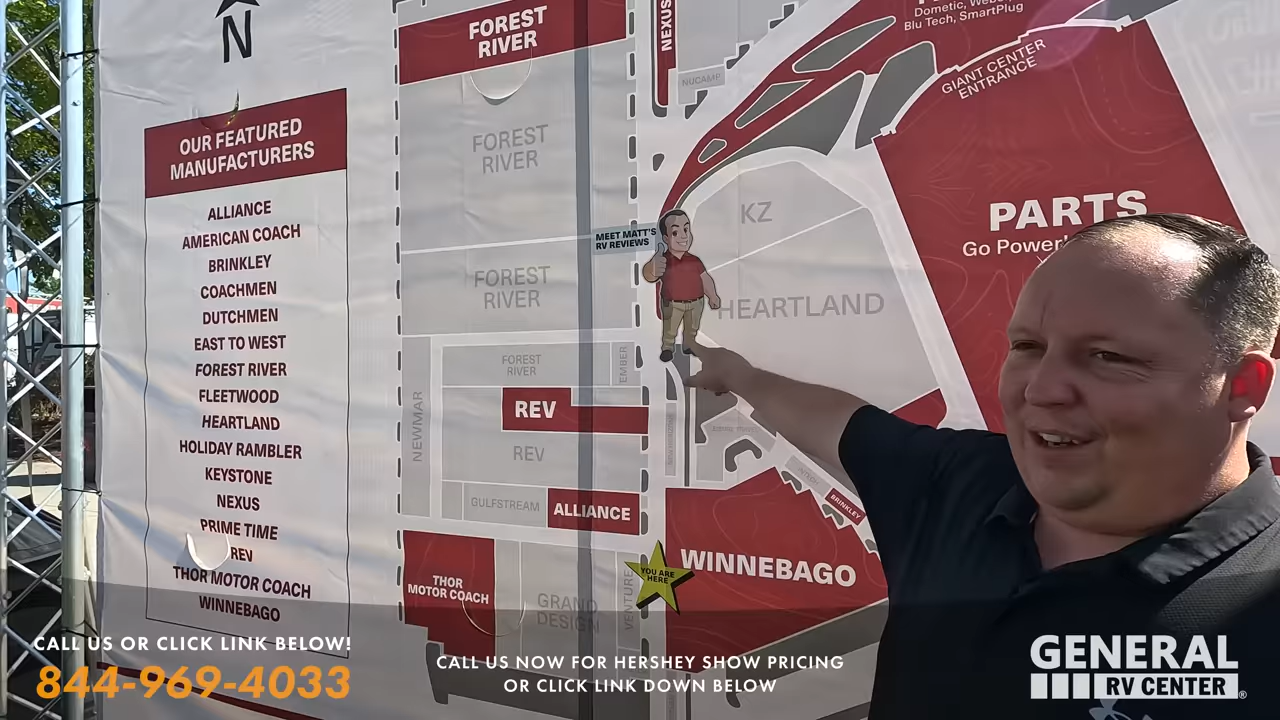 N
OUR FEATURED
MANUFACTURERS
ALLIANCE
AMERICAN COACH
BRINKLEY
COACHMEN
DUTCHMEN
EAST TO WEST
FOREST RIVER
FLEETWOOD
HEARTLAND
HOLIDAY RAMBLER
KEYSTONE
NEXUS
PRIME TIME
REV
THOR MOTOR COACH
WINNEBAGO
FOREST
RIVER
FOREST
RIVER
FOREST
RIVER
FOREST
RIVER
EMBER
NEWMAR
REV
REV
GULFSTREAM
ALLIANCE
THOR
MOTOR COACH
GRAND
DESIGN
VENTURE
YOU ARE
HERE
NEXUS
NUCAMP
Dometic,
Blu Tech, SmartPlug
GIANT CENTER
ENTRANCE
KZ
MEET MATT'S
RV REVIEWS
HEARTLAND
PARTS
Go Power!
BRINKLEY
WINNEBAGO
CALL US OR CLICK LINK BELOW!
844-969-4033
CALL US NOW FOR HERSHEY SHOW PRICING
OR CLICK LINK DOWN BELOW
GENERAL
RV CENTER®